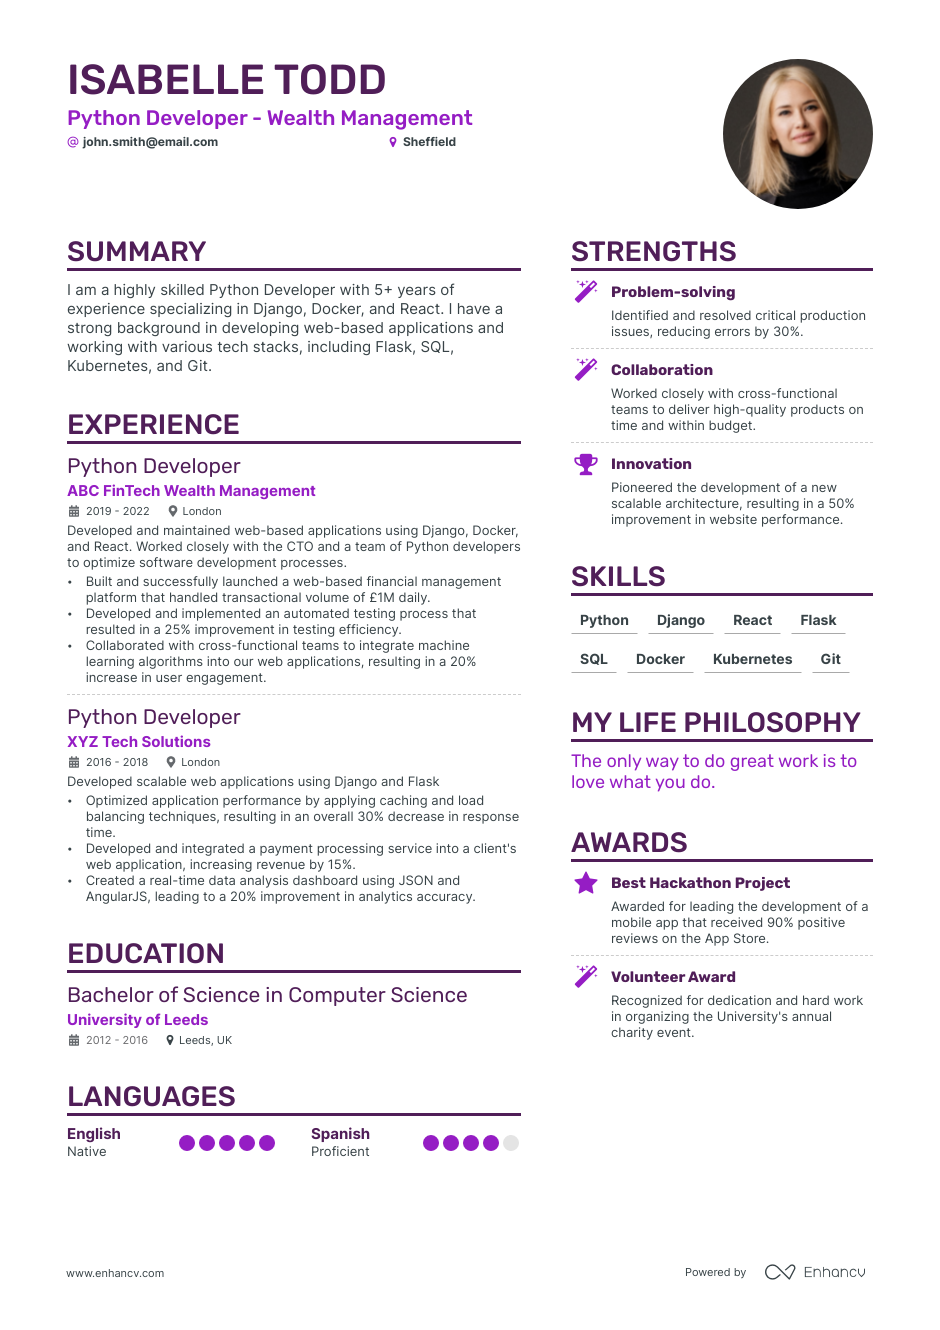 ISABELLE TODD
Python Developer - Wealth Management
@ john.smith@email.com
Sheffield
SUMMARY
I am a highly skilled Python Developer with 5+ years of
experience specializing in Django, Docker, and React. I have a
strong background in developing web-based applications and
working with various tech stacks, including Flask, SQL,
Kubernetes, and Git.
EXPERIENCE
Python Developer
ABC FinTech Wealth Management
2019 - 2022 London
Developed and maintained web-based applications using Django, Docker,
and React. Worked closely with the CTO and a team of Python developers
to optimize software development processes.
• Built and successfully launched a web-based financial management
platform that handled transactional volume of £1M daily.
• Developed and implemented an automated testing process that
resulted in a 25% improvement in testing efficiency.
• Collaborated with cross-functional teams to integrate machine
learning algorithms into our web applications, resulting in a 20%
increase in user engagement.
Python Developer
XYZ Tech Solutions
2016 - 2018 London
Developed scalable web applications using Django and Flask
• Optimized application performance by applying caching and load
balancing techniques, resulting in an overall 30% decrease in response
time.
• Developed and integrated a payment processing service into a client's
web application, increasing revenue by 15%.
• Created a real-time data analysis dashboard using JSON and
AngularJS, leading to a 20% improvement in analytics accuracy.
EDUCATION
Bachelor of Science in Computer Science
University of Leeds
2012 - 2016 Leeds, UK
LANGUAGES
English
Native
Spanish
Proficient
STRENGTHS
Problem-solving
Identified and resolved critical production
issues, reducing errors by 30%.
Collaboration
Worked closely with cross-functional
teams to deliver high-quality products on
time and within budget.
Innovation
Pioneered the development of a new
scalable architecture, resulting in a 50%
improvement in website performance.
SKILLS
Python Django React Flask
SQL Docker Kubernetes Git
MY LIFE PHILOSOPHY
The only way to do great work is to
love what you do.
AWARDS
Best Hackathon Project
Awarded for leading the development of a
mobile app that received 90% positive
reviews on the App Store.
Volunteer Award
Recognized for dedication and hard work
in organizing the University's annual
charity event.
www.enhancv.com
Powered by Enhancv